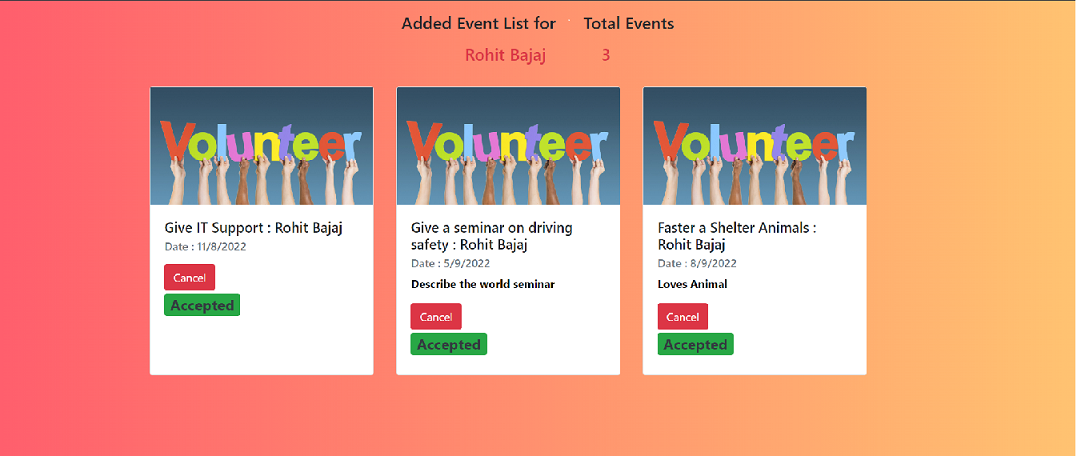 Added Event List for Total Events
Rohit Bajaj 3
Volunteer
Give IT Support : Rohit Bajaj
Date : 11/8/2022
Cancel
Accepted
Volunteer
Give a seminar on driving
safety : Rohit Bajaj
Date : 5/9/2022
Describe the world seminar
Cancel
Accepted
Volunteer
Faster a Shelter Animals :
Rohit Bajaj
Date : 8/9/2022
Loves Animal
Cancel
Accepted